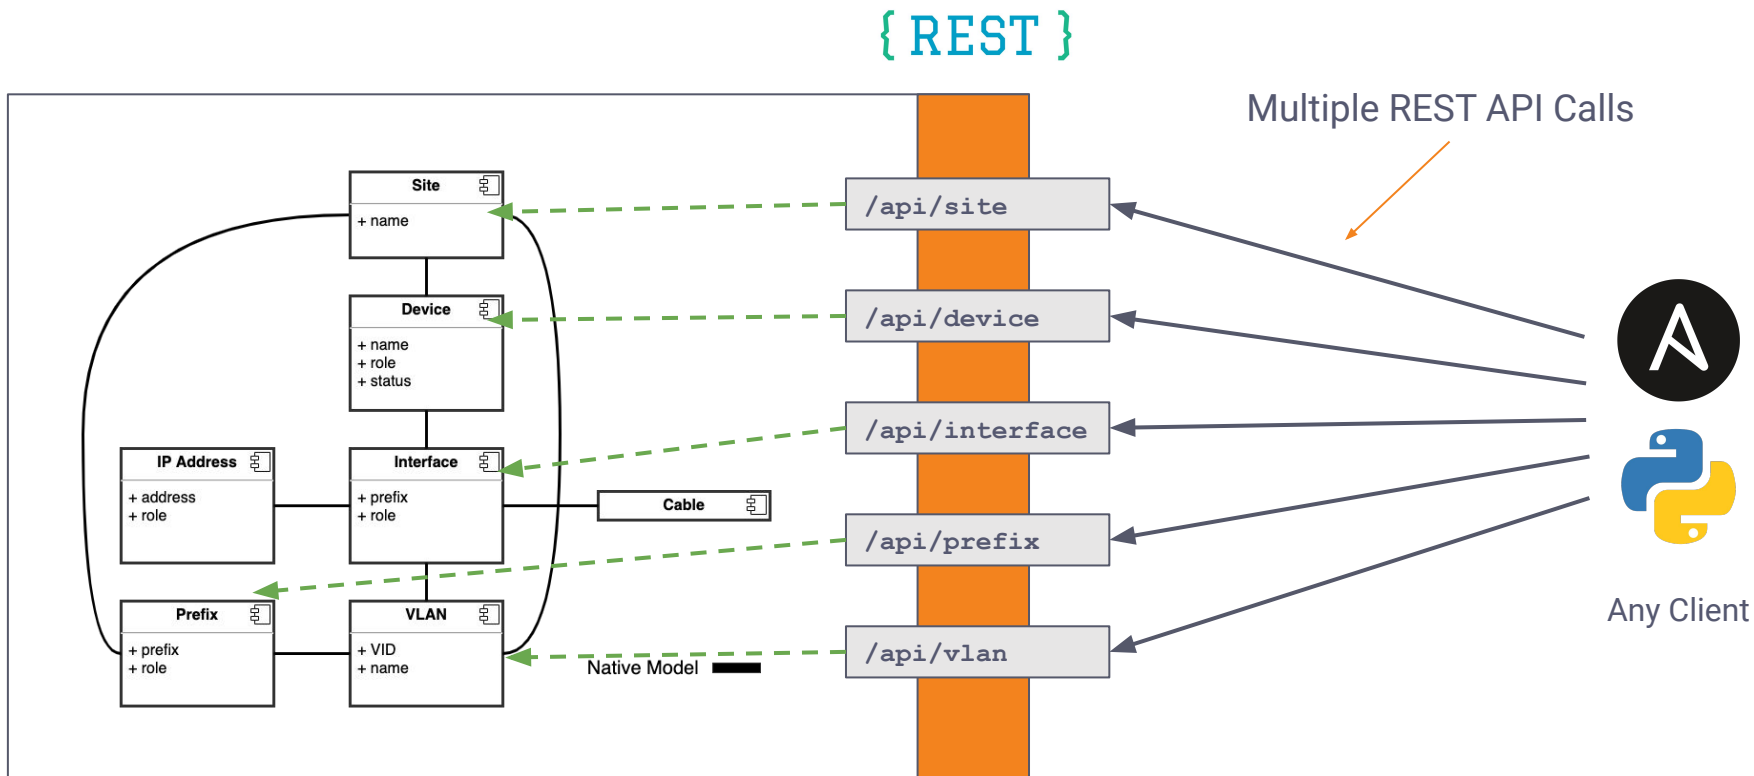 { REST }
Multiple REST API Calls
Site
+ name
/api/site
Device
+ name
+ role
+ status
/api/device
IP Address
+ address
+ role
Interface
+ prefix
+ role
Cable
/api/interface
/api/prefix
Prefix
+ prefix
+ role
VLAN
+ VID
+ name
Native Model
/api/vlan
Any Client